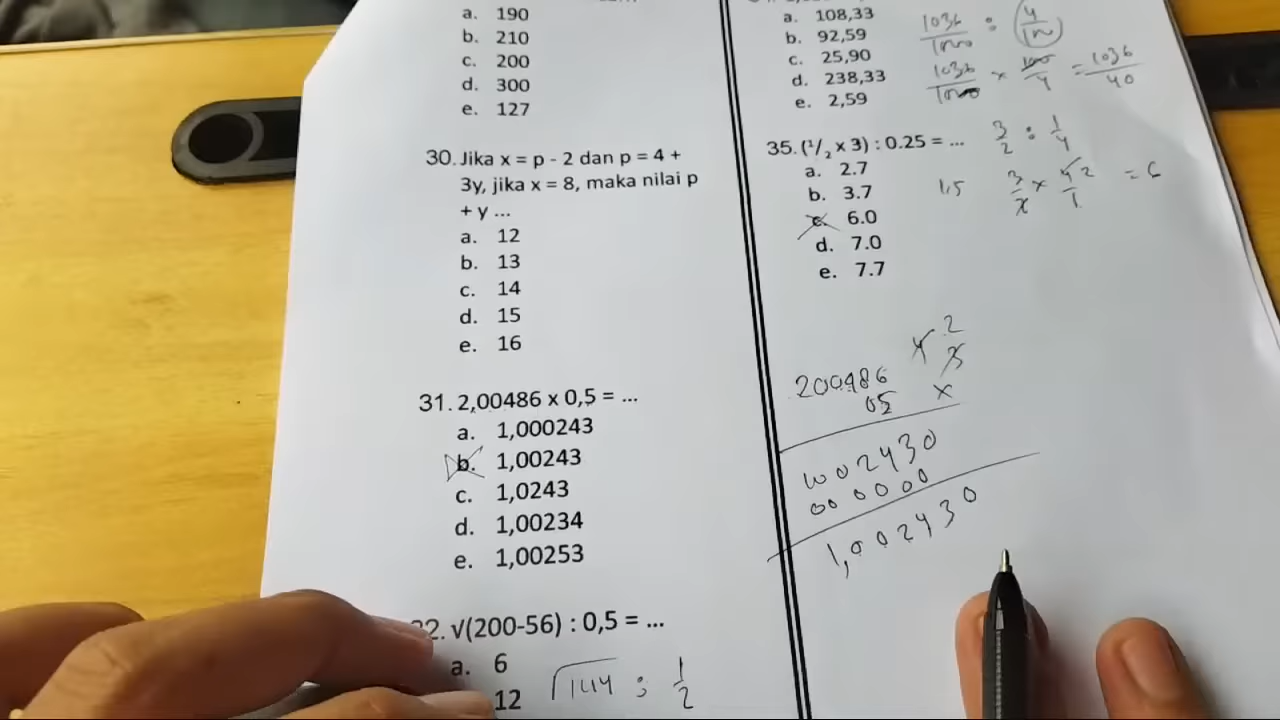 a. 190
b. 210
c. 200
d. 300
e. 127
30. Jika x = p - 2 dan p = 4 +
3y, jika x = 8, maka nilai p
+ y ...
a. 12
b. 13
c. 14
d. 15
e. 16
31. 2,00486 x 0,5 = ...
a. 1,000243
b. 1,00243
c. 1,0243
d. 1,00234
e. 1,00253
32. √(200-56) : 0,5 = ...
a. 6
12
√144 : 1/2
a. 108,33
b. 92,59
c. 25,90
d. 238,33
e. 2,59
1036/1000 : 4/100
1036/1000 x 100/4 = 1036/40
35. (¹/₂ x 3) : 0.25 = ...
a. 2.7
b. 3.7
c. 6.0
d. 7.0
e. 7.7
3/2 : 1/4
1,5 3/2 x 4/1 2 = 6
200486
05 x
1002430
000000
1,002430